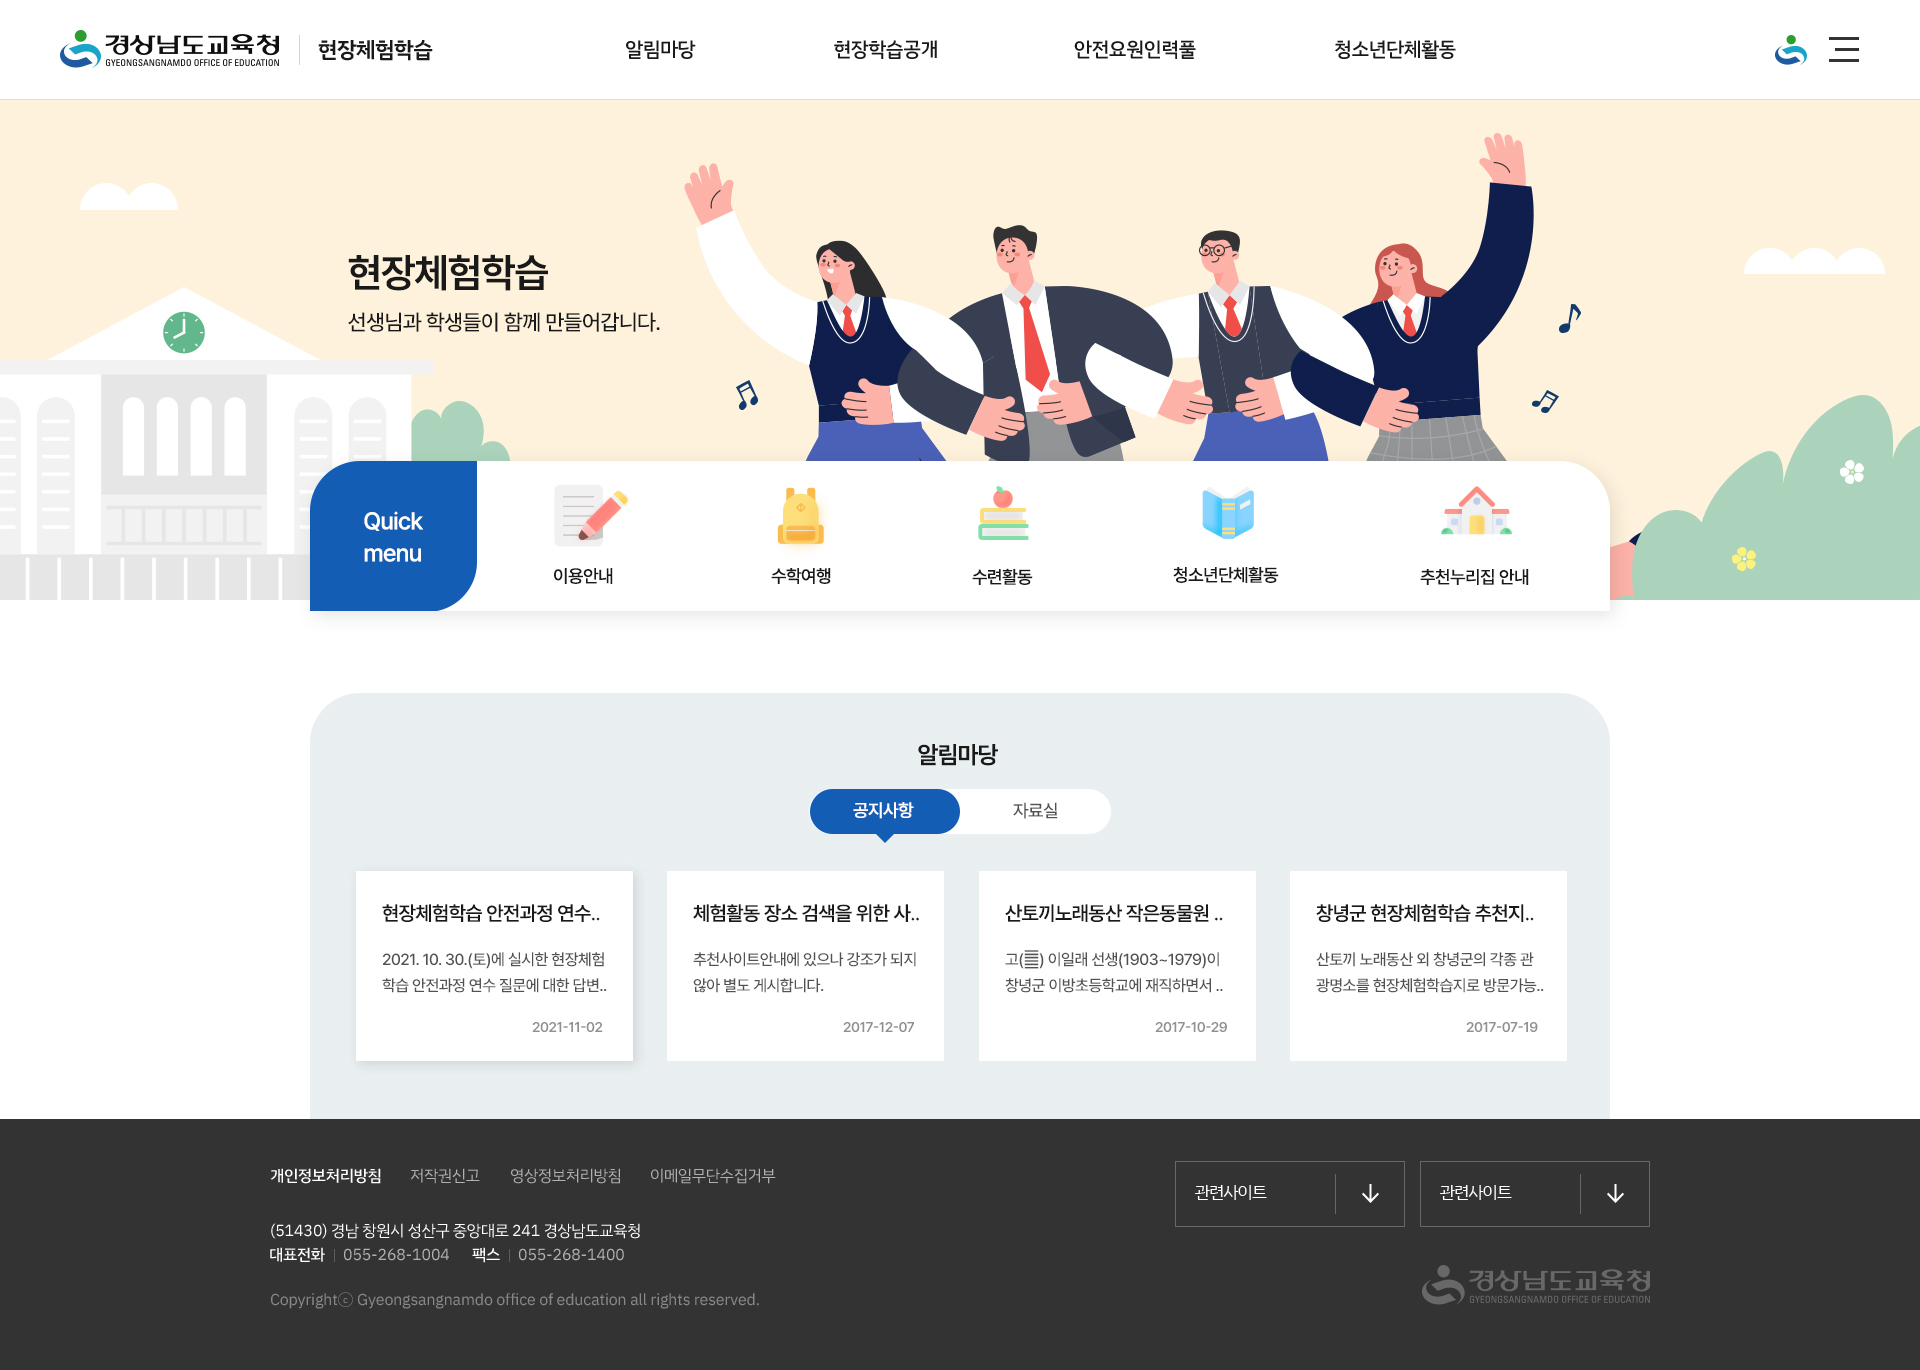 경상남도교육청
GYEONGSANGNAMDO OFFICE OF EDUCATION
현장체험학습
알림마당
현장학습공개
안전요원인력풀
청소년단체활동
현장체험학습
선생님과 학생들이 함께 만들어갑니다.
Quick
menu
이용안내
수학여행
수련활동
청소년단체활동
추천누리집 안내
알림마당
공지사항
자료실
현장체험학습 안전과정 연수..
2021. 10. 30.(토)에 실시한 현장체험
학습 안전과정 연수 질문에 대한 답변..
2021-11-02
체험활동 장소 검색을 위한 사..
추천사이트안내에 있으나 강조가 되지
않아 별도 게시합니다.
2017-12-07
산토끼노래동산 작은동물원 ..
고() 이일래 선생(1903~1979)이
창녕군 이방초등학교에 재직하면서 ..
2017-10-29
창녕군 현장체험학습 추천지..
산토끼 노래동산 외 창녕군의 각종 관
광명소를 현장체험학습지로 방문가능..
2017-07-19
개인정보처리방침
저작권신고
영상정보처리방침
이메일무단수집거부
(51430) 경남 창원시 성산구 중앙대로 241 경상남도교육청
대표전화 055-268-1004 팩스 055-268-1400
Copyrightⓒ Gyeongsangnamdo office of education all rights reserved.
관련사이트
관련사이트
경상남도교육청
GYEONGSANGNAMDO OFFICE OF EDUCATION